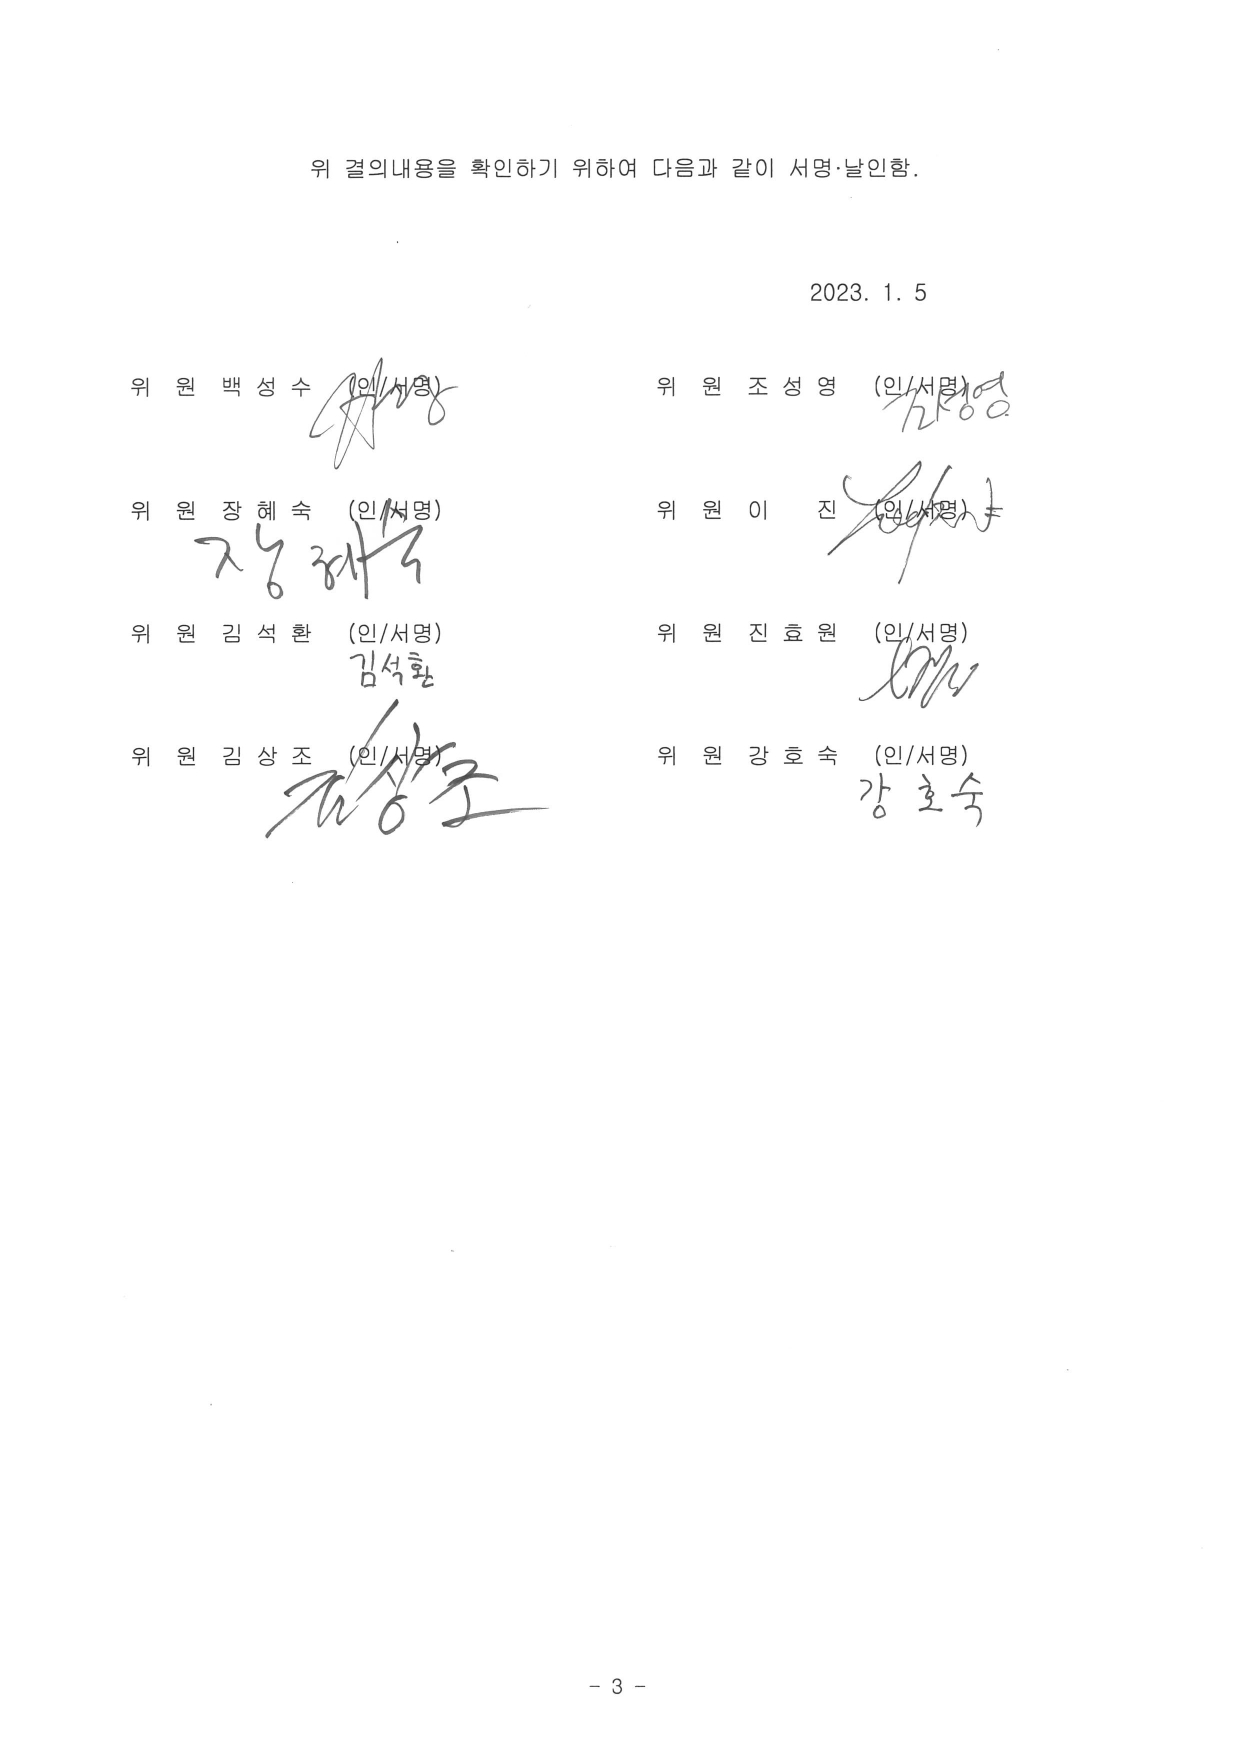 위 결의내용을 확인하기 위하여 다음과 같이 서명·날인함.
2023. 1. 5
위 원 백 성 수 (인/서명)
위 원 조 성 영 (인/서명)
위 원 장 혜 숙 (인/서명)
장 혜 숙
위 원 이 진 (인/서명)
위 원 김 석 환 (인/서명)
김석환
위 원 진 효 원 (인/서명)
위 원 김 상 조 (인/서명)
김상조
위 원 강 호 숙 (인/서명)
강 호 숙
- 3 -